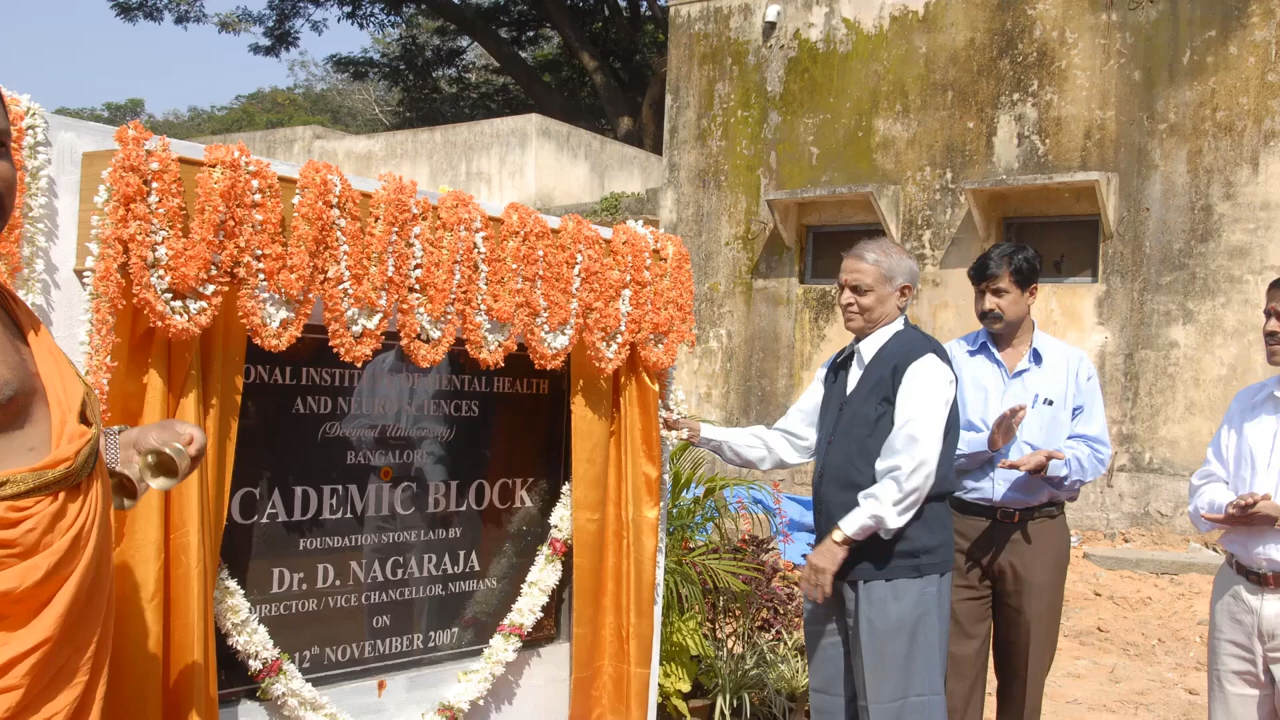 ONAL INSTITUTE OF MENTAL HEALTH
AND NEURO SCIENCES
(Deemed University)
BANGALORE
CADEMIC BLOCK
FOUNDATION STONE LAID BY
Dr. D. NAGARAJA
DIRECTOR / VICE CHANCELLOR, NIMHANS
ON
12th NOVEMBER 2007